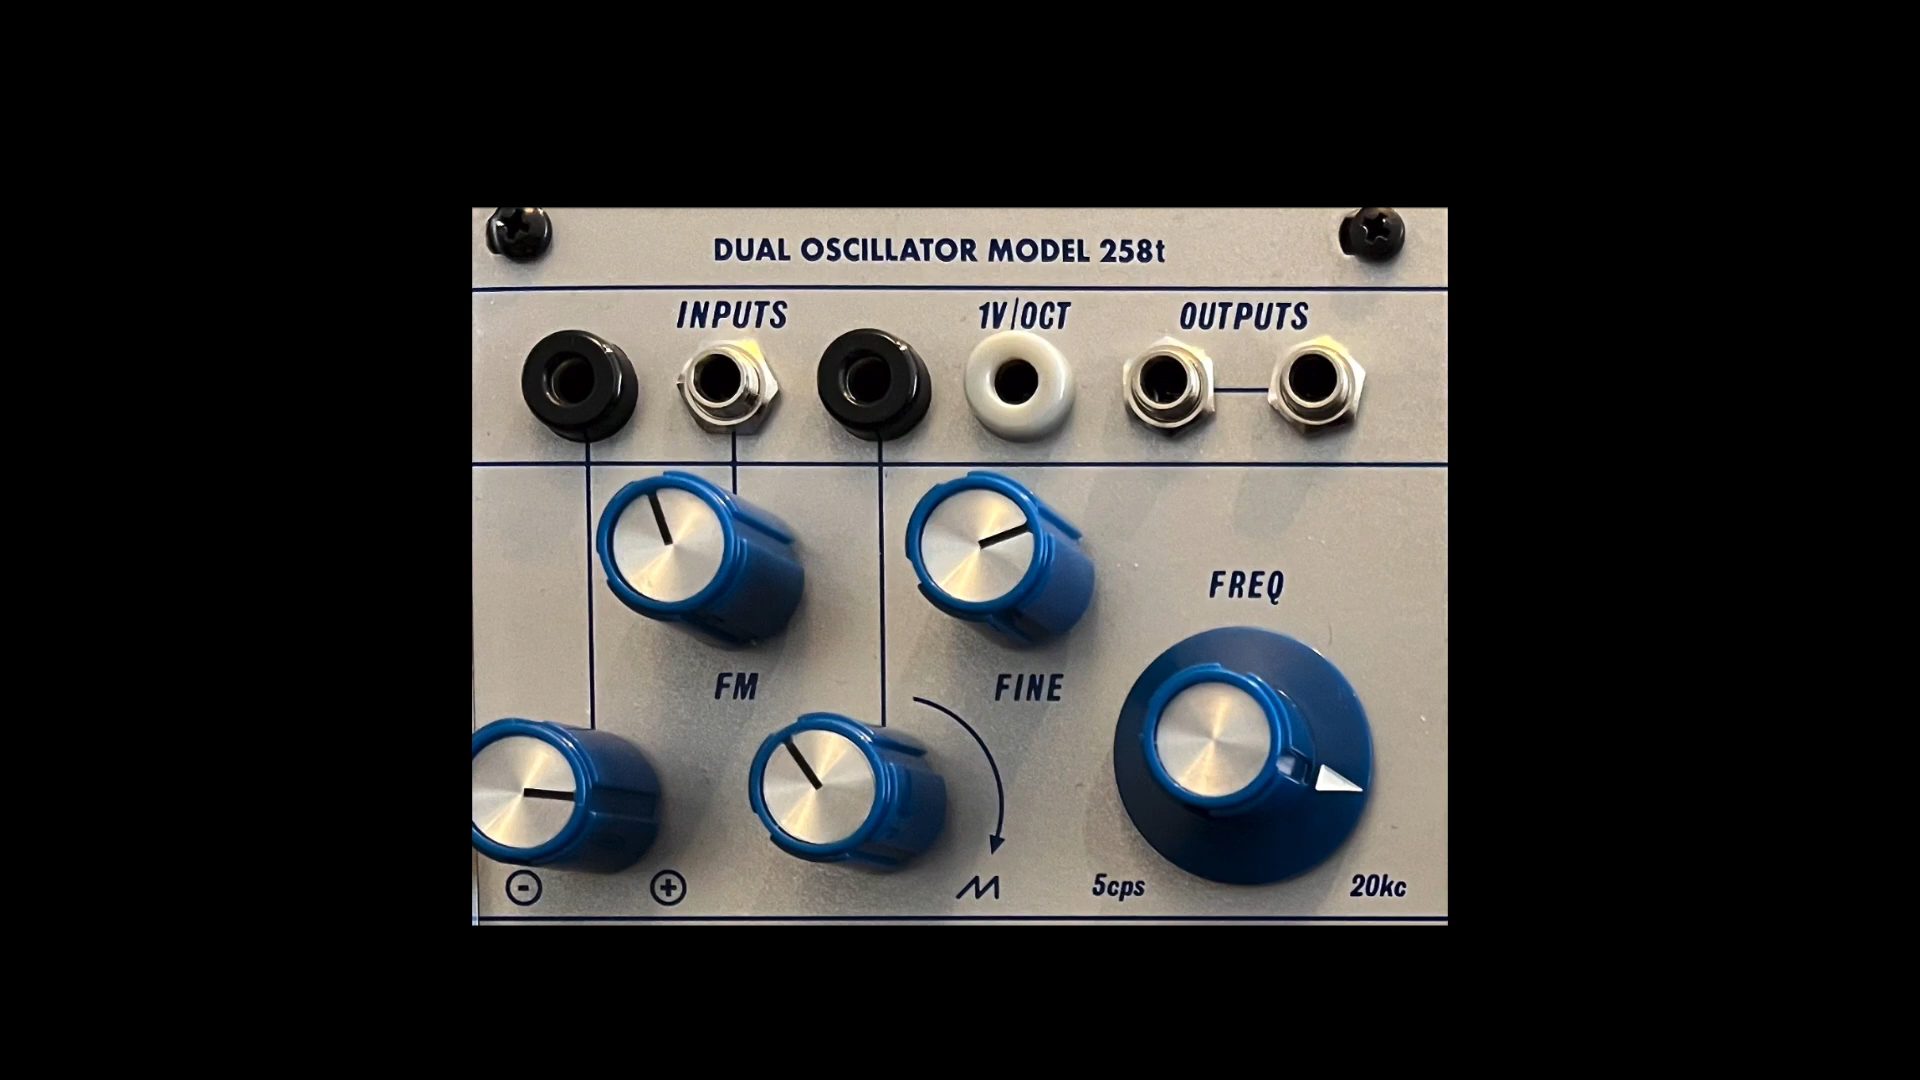 DUAL OSCILLATOR MODEL 258t
INPUTS 1V/OCT OUTPUTS
FREQ
FM FINE
- +
5cps 20kc